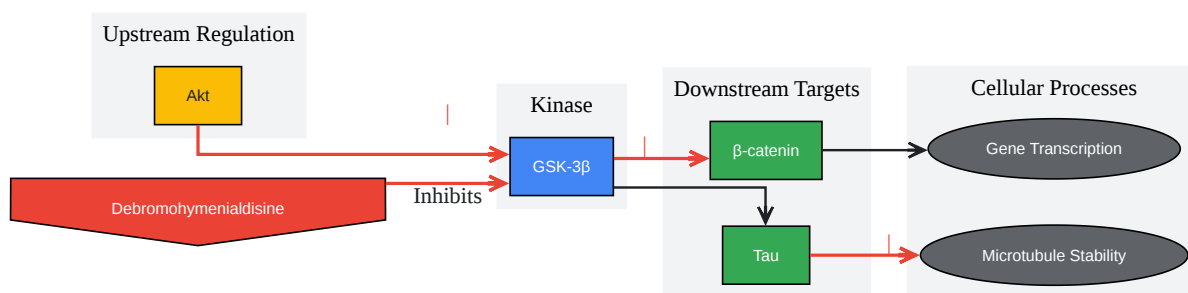 Upstream Regulation
Akt
Debromohymenialdisine
Inhibits
Kinase
GSK-3β
Downstream Targets
β-catenin
Tau
Cellular Processes
Gene Transcription
Microtubule Stability